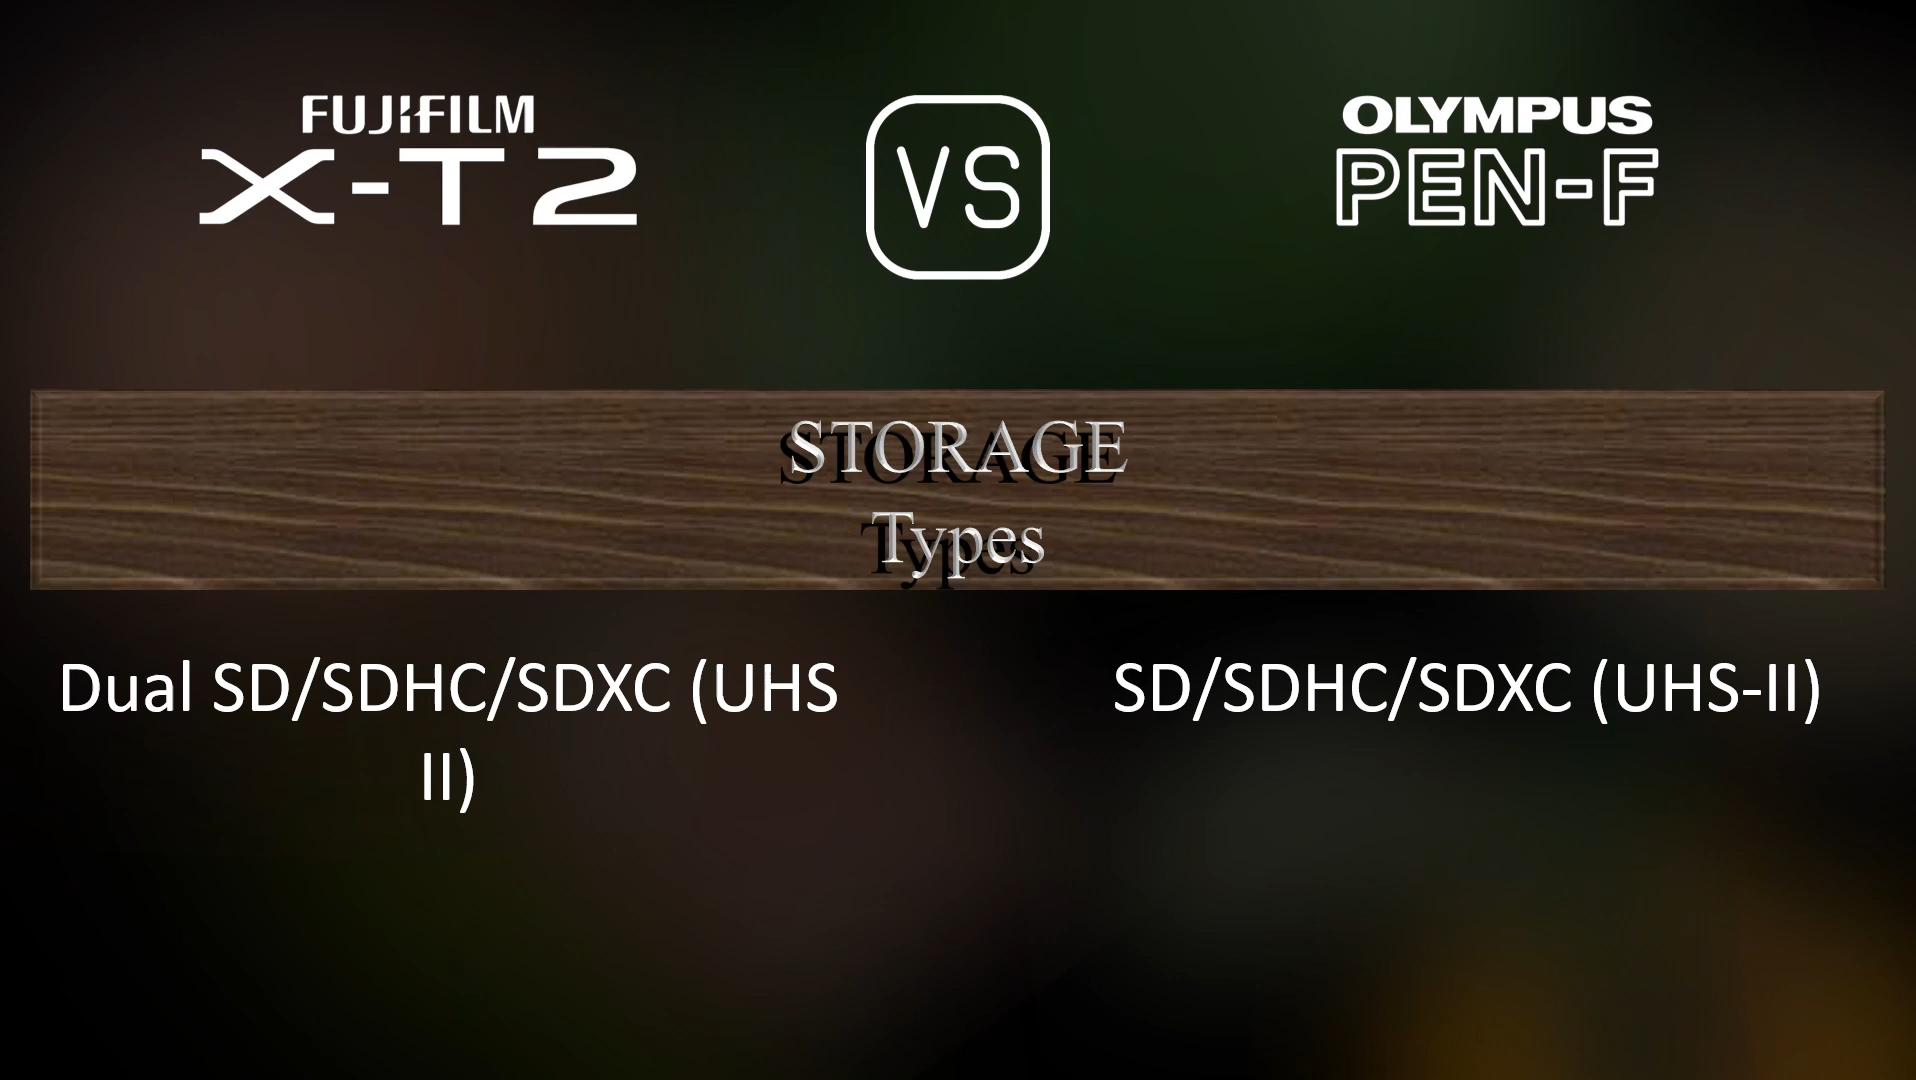 FUJIFILM
X-T2
VS
OLYMPUS
PEN-F
STORAGE
Types
Dual SD/SDHC/SDXC (UHS
II)
SD/SDHC/SDXC (UHS-II)